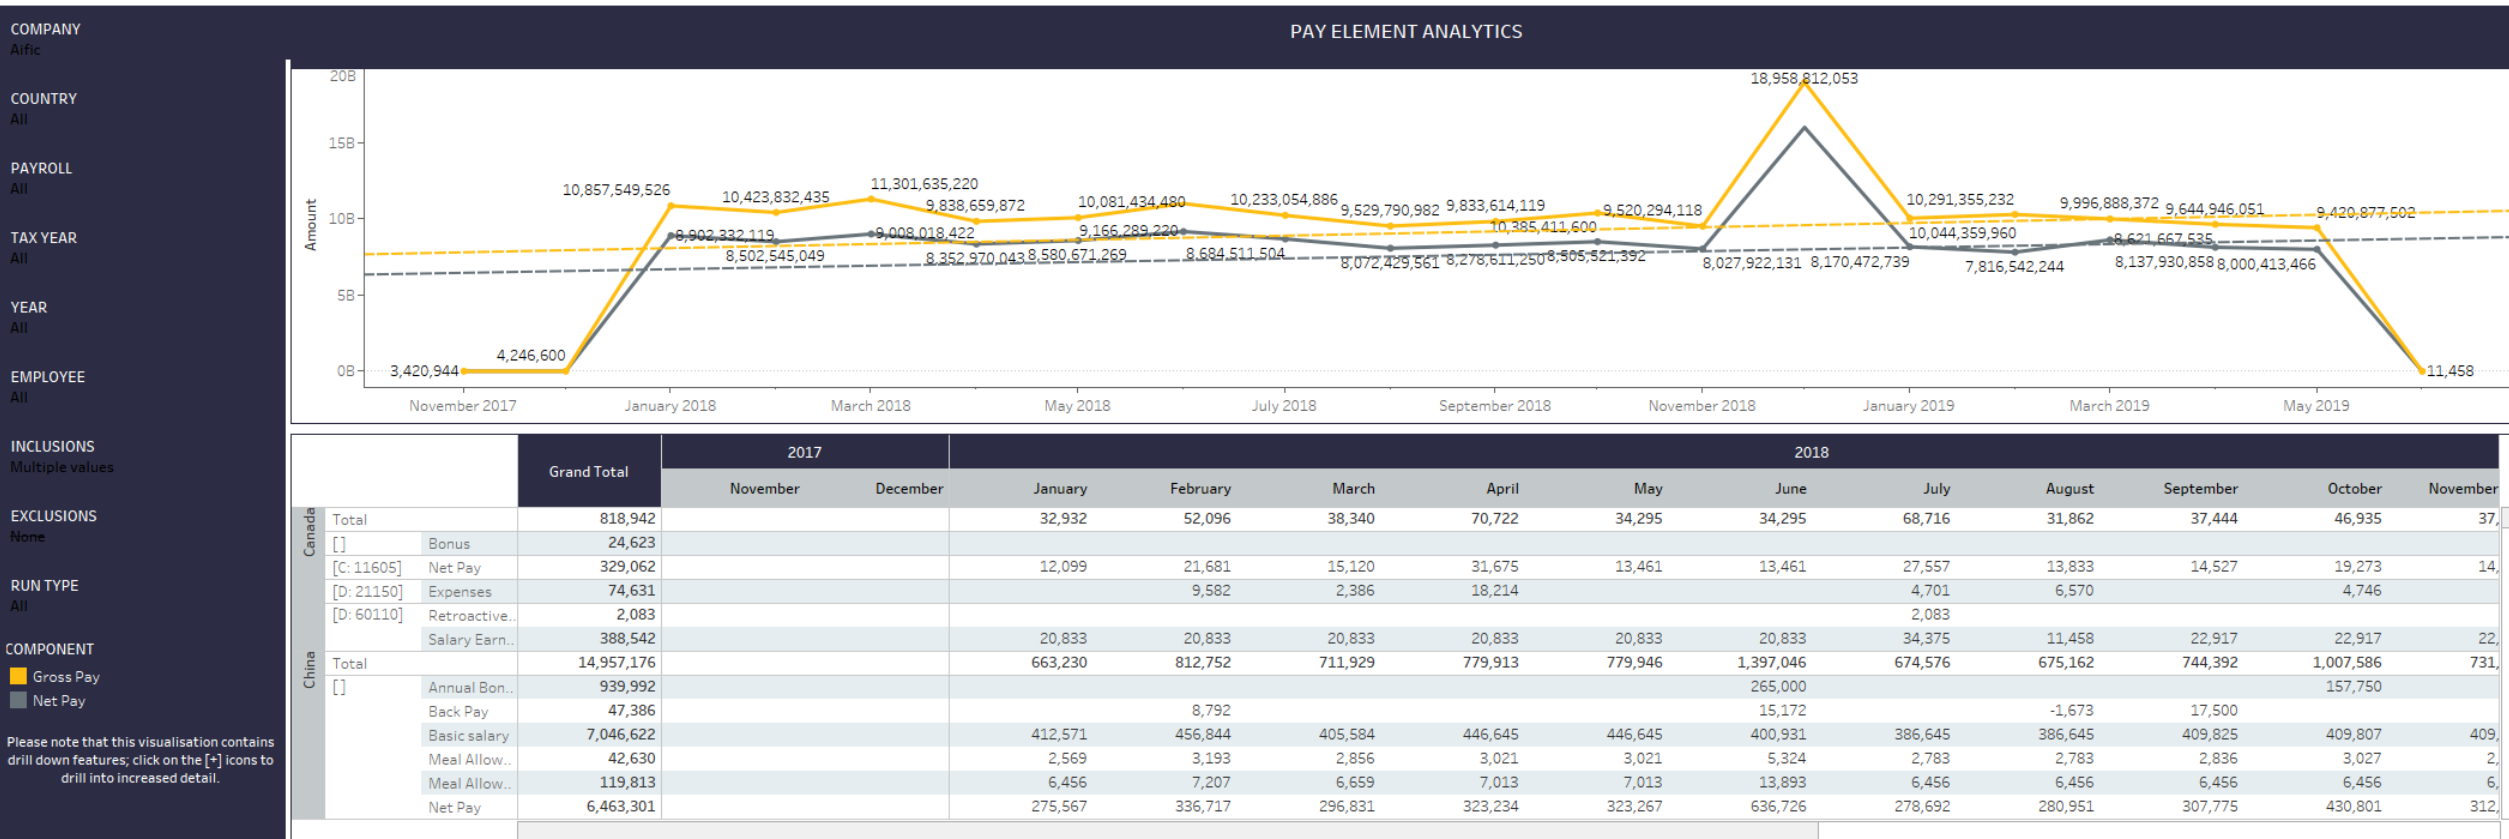 PAY ELEMENT ANALYTICS
COMPANY
Aific
COUNTRY
All
PAYROLL
All
TAX YEAR
All
YEAR
All
EMPLOYEE
All
INCLUSIONS
Multiple values
EXCLUSIONS
None
RUN TYPE
All
COMPONENT
Gross Pay
Net Pay
Please note that this visualisation contains
drill down features; click on the [+] icons to
drill into increased detail.
Amount
20B
15B
10B
5B
0B
18,958,812,053
10,857,549,526 10,423,832,435 11,301,635,220 9,838,659,872 10,081,434,480 10,233,054,886 9,529,790,982 9,833,614,119 9,520,294,118 10,291,355,232 9,996,888,372 9,644,946,051 9,420,877,502
8,902,332,119 9,008,018,422 9,166,289,220 10,385,411,600 10,044,359,960 8,621,667,535
8,502,545,049 8,352,970,043 8,580,671,269 8,684,511,504 8,072,429,561 8,278,611,250 8,505,521,392 8,027,922,131 8,170,472,739 7,816,542,244 8,137,930,858 8,000,413,466
3,420,944 4,246,600 11,458
November 2017 January 2018 March 2018 May 2018 July 2018 September 2018 November 2018 January 2019 March 2019 May 2019
Grand Total 2017 2018
November December January February March April May June July August September October November
Canada
Total 818,942 32,932 52,096 38,340 70,722 34,295 34,295 68,716 31,862 37,444 46,935 37,
[ ] Bonus 24,623
[C: 11605] Net Pay 329,062 12,099 21,681 15,120 31,675 13,461 13,461 27,557 13,833 14,527 19,273 14,
[D: 21150] Expenses 74,631 9,582 2,386 18,214 4,701 6,570 4,746
[D: 60110] Retroactive.. 2,083 2,083
Salary Earn.. 388,542 20,833 20,833 20,833 20,833 20,833 20,833 34,375 11,458 22,917 22,917 22,
China
Total 14,957,176 663,230 812,752 711,929 779,913 779,946 1,397,046 674,576 675,162 744,392 1,007,586 731,
[ ] Annual Bon.. 939,992 265,000 157,750
Back Pay 47,386 8,792 15,172 -1,673 17,500
Basic salary 7,046,622 412,571 456,844 405,584 446,645 446,645 400,931 386,645 386,645 409,825 409,807 409,
Meal Allow.. 42,630 2,569 3,193 2,856 3,021 3,021 5,324 2,783 2,783 2,836 3,027 2,
Meal Allow.. 119,813 6,456 7,207 6,659 7,013 7,013 13,893 6,456 6,456 6,456 6,456 6,
Net Pay 6,463,301 275,567 336,717 296,831 323,234 323,267 636,726 278,692 280,951 307,775 430,801 312,